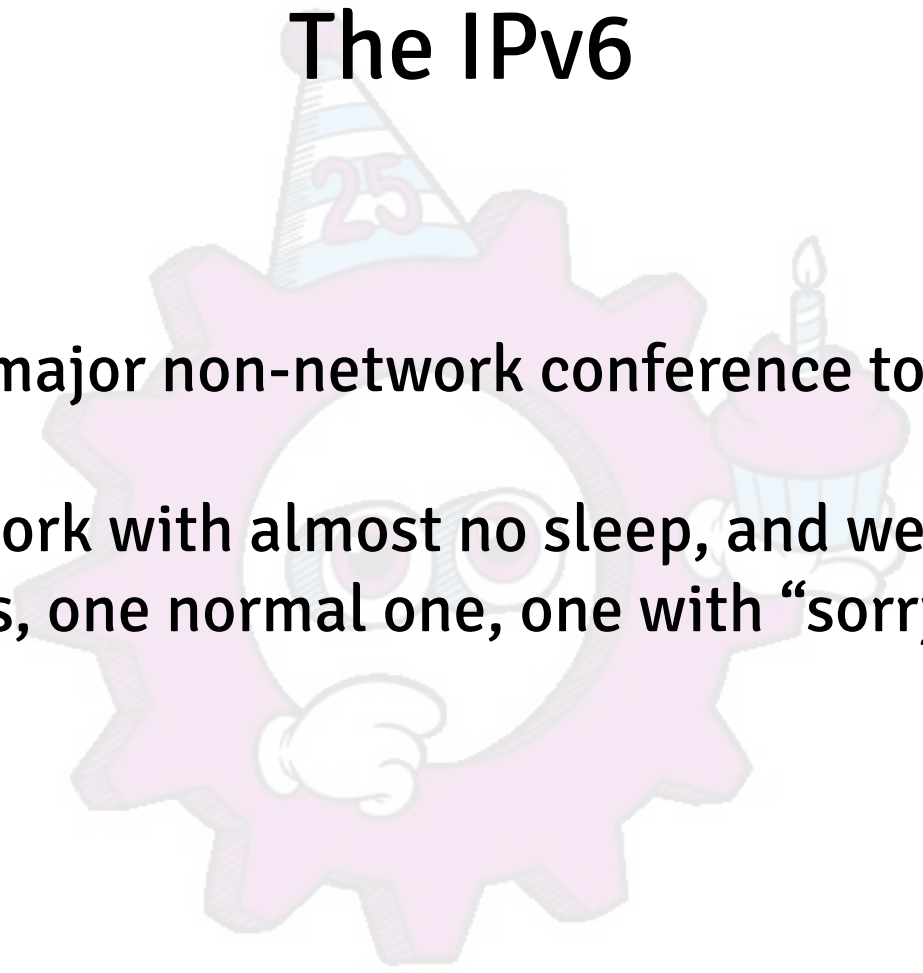 The IPv6
25
major non-network conference to
ork with almost no sleep, and we
s, one normal one, one with “sorry